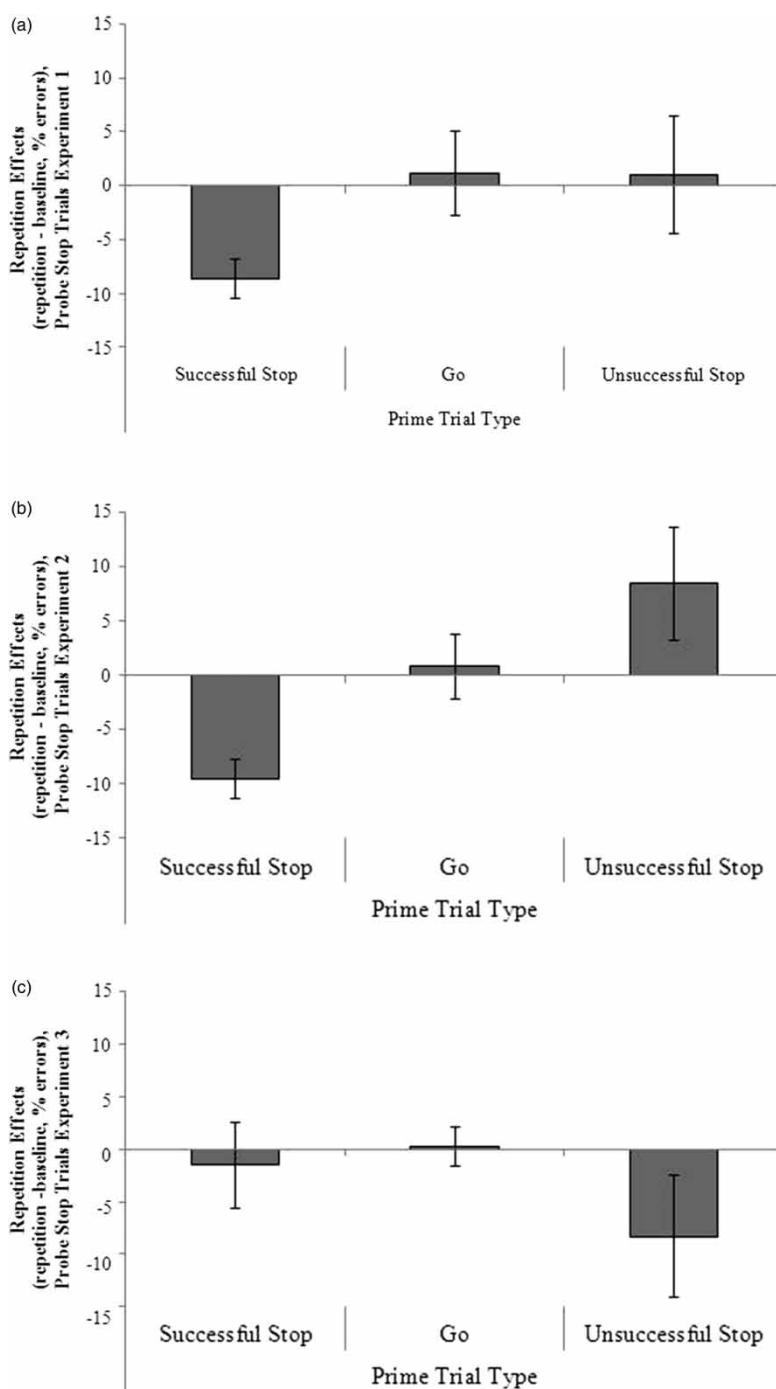 (a)
Repetition Effects
(repetition - baseline, % errors),
Probe Stop Trials Experiment 1
15
10
5
0
-5
-10
-15
Successful Stop
Go
Unsuccessful Stop
Prime Trial Type
(b)
Repetition Effects
(repetition - baseline, % errors),
Probe Stop Trials Experiment 2
15
10
5
0
-5
-10
-15
Successful Stop
Go
Unsuccessful Stop
Prime Trial Type
(c)
Repetition Effects
(repetition -baseline, % errors),
Probe Stop Trials Experiment 3
15
10
5
0
-5
-10
-15
Successful Stop
Go
Unsuccessful Stop
Prime Trial Type